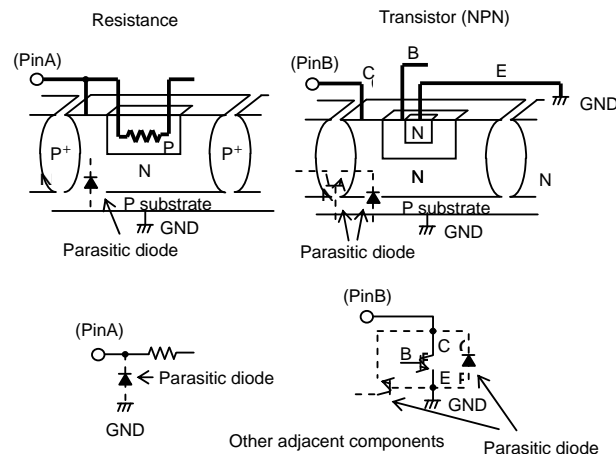 Resistance
Transistor (NPN)
(PinA)
P+
N
P
P+
N
P substrate
GND
Parasitic diode
(PinB)
C
B
E
GND
N
N
N
P substrate
GND
Parasitic diode
(PinA)
Parasitic diode
GND
(PinB)
B
C
E
GND
Other adjacent components
Parasitic diode